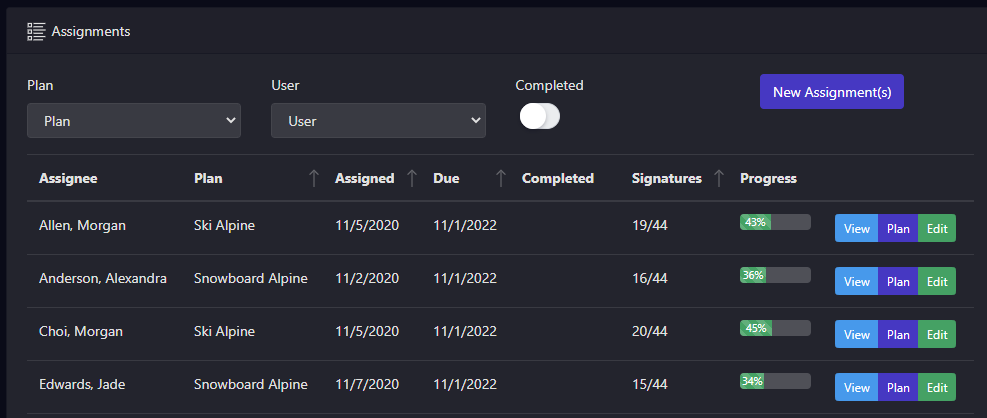 Assignments
Plan User Completed
Plan User New Assignment(s)
Assignee Plan Assigned Due Completed Signatures Progress
Allen, Morgan Ski Alpine 11/5/2020 11/1/2022 19/44 43% View Plan Edit
Anderson, Alexandra Snowboard Alpine 11/2/2020 11/1/2022 16/44 36% View Plan Edit
Choi, Morgan Ski Alpine 11/5/2020 11/1/2022 20/44 45% View Plan Edit
Edwards, Jade Snowboard Alpine 11/7/2020 11/1/2022 15/44 34% View Plan Edit